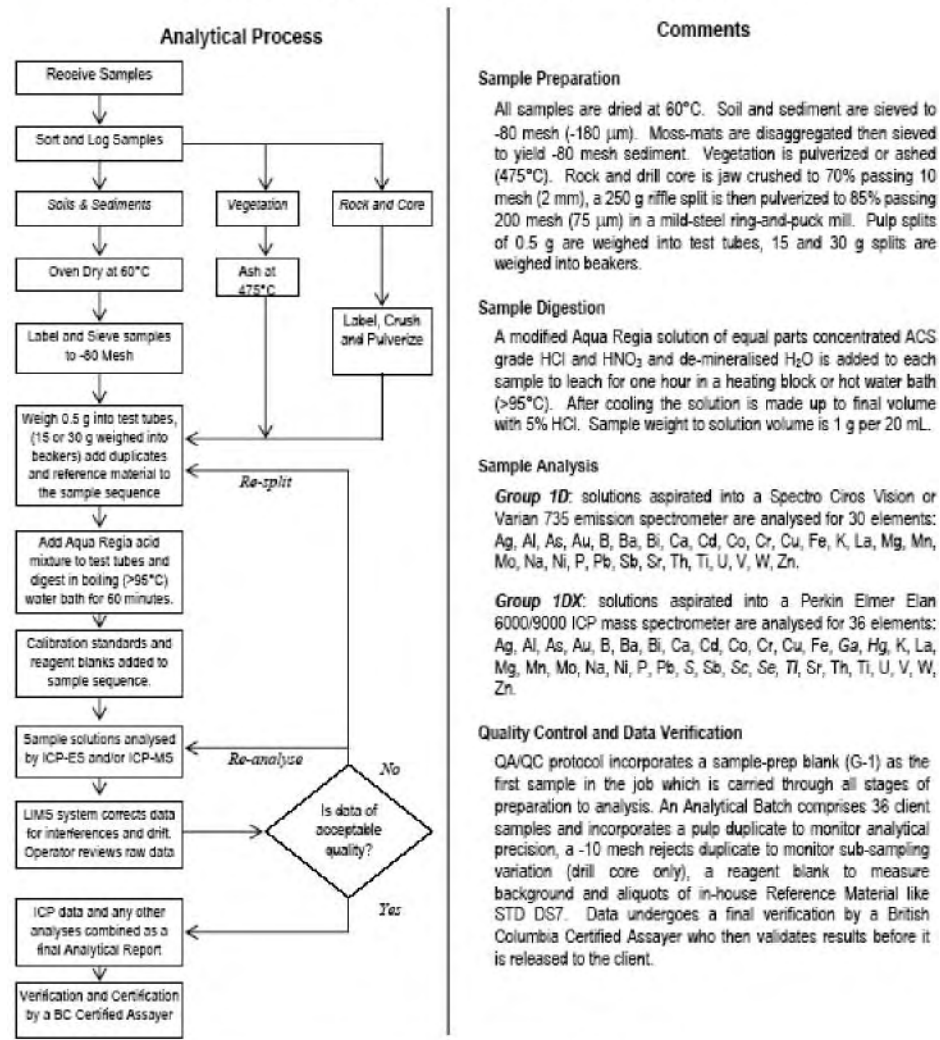 Analytical Process
Receive Samples
Sort and Log Samples
Soils & Sediments
Vegetation
Rock and Core
Oven Dry at 60°C
Ash at
475°C
Label, Crush
and Pulverize
Label and Sieve samples
to -80 Mesh
Weigh 0.5 g into test tubes,
(15 or 30 g weighed into
beakers) add duplicates
and reference material to
the sample sequence
Re-split
Add Aqua Regia acid
mixture to test tubes and
digest in boiling (>95°C)
water bath for 60 minutes.
Calibration standards and
reagent blanks added to
sample sequence.
Sample solutions analysed
by ICP-ES and/or ICP-MS
Re-analyse
No
LIMS system corrects data
for interferences and drift.
Operator reviews raw data
Is data of
acceptable
quality?
Yes
ICP data and any other
analyses combined as a
final Analytical Report
Verification and Certification
by a BC Certified Assayer
Comments
Sample Preparation
All samples are dried at 60°C. Soil and sediment are sieved to
-80 mesh (-180 µm). Moss-mats are disaggregated then sieved
to yield -80 mesh sediment. Vegetation is pulverized or ashed
(475°C). Rock and drill core is jaw crushed to 70% passing 10
mesh (2 mm), a 250 g riffle split is then pulverized to 85% passing
200 mesh (75 µm) in a mild-steel ring-and-puck mill. Pulp splits
of 0.5 g are weighed into test tubes, 15 and 30 g splits are
weighed into beakers.
Sample Digestion
A modified Aqua Regia solution of equal parts concentrated ACS
grade HCl and HNO₃ and de-mineralised H₂O is added to each
sample to leach for one hour in a heating block or hot water bath
(>95°C). After cooling the solution is made up to final volume
with 5% HCl. Sample weight to solution volume is 1 g per 20 mL.
Sample Analysis
Group 1D: solutions aspirated into a Spectro Ciros Vision or
Varian 735 emission spectrometer are analysed for 30 elements:
Ag, Al, As, Au, B, Ba, Bi, Ca, Cd, Co, Cr, Cu, Fe, K, La, Mg, Mn,
Mo, Na, Ni, P, Pb, Sb, Sr, Th, Ti, U, V, W, Zn.
Group 1DX: solutions aspirated into a Perkin Elmer Elan
6000/9000 ICP mass spectrometer are analysed for 36 elements:
Ag, Al, As, Au, B, Ba, Bi, Ca, Cd, Co, Cr, Cu, Fe, Ga, Hg, K, La,
Mg, Mn, Mo, Na, Ni, P, Pb, S, Sb, Sc, Se, Tl, Sr, Th, Ti, U, V, W,
Zn.
Quality Control and Data Verification
QA/QC protocol incorporates a sample-prep blank (G-1) as the
first sample in the job which is carried through all stages of
preparation to analysis. An Analytical Batch comprises 36 client
samples and incorporates a pulp duplicate to monitor analytical
precision, a -10 mesh rejects duplicate to monitor sub-sampling
variation (drill core only), a reagent blank to measure
background and aliquots of in-house Reference Material like
STD DS7. Data undergoes a final verification by a British
Columbia Certified Assayer who then validates results before it
is released to the client.